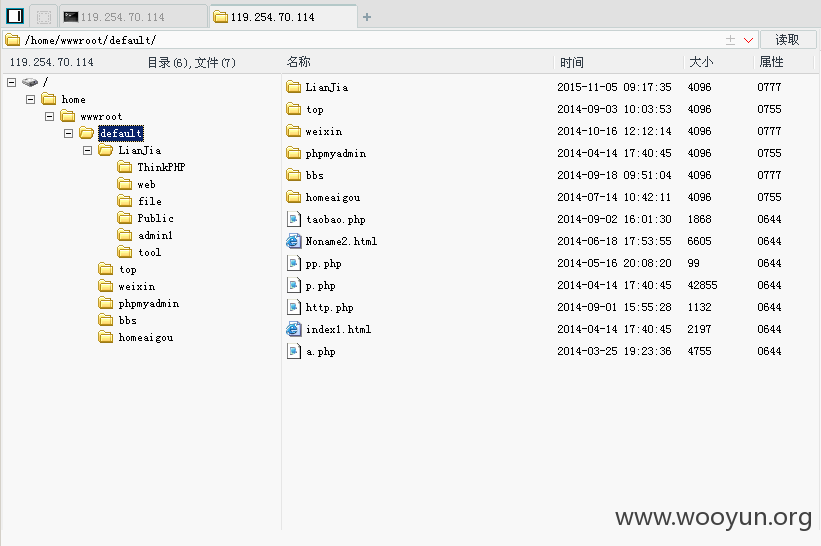 119.254.70.114
119.254.70.114
/home/wwwroot/default/
读取
119.254.70.114 目录(6),文件(7)
名称 时间 大小 属性
/
home
wwwroot
default
LianJia
ThinkPHP
web
file
Public
admin1
tool
top
weixin
phpmyadmin
bbs
homeaigou
LianJia 2015-11-05 09:17:35 4096 0777
top 2014-09-03 10:03:53 4096 0755
weixin 2014-10-16 12:12:14 4096 0777
phpmyadmin 2014-04-14 17:40:45 4096 0755
bbs 2014-09-18 09:51:04 4096 0777
homeaigou 2014-07-14 10:42:11 4096 0755
taobao.php 2014-09-02 16:01:30 1868 0644
Noname2.html 2014-06-18 17:53:55 6605 0644
pp.php 2014-05-16 20:08:20 99 0644
p.php 2014-04-14 17:40:45 42855 0644
http.php 2014-09-01 15:55:28 1132 0644
index1.html 2014-04-14 17:40:45 2197 0644
a.php 2014-03-25 19:23:36 4755 0644
www.wooyun.org